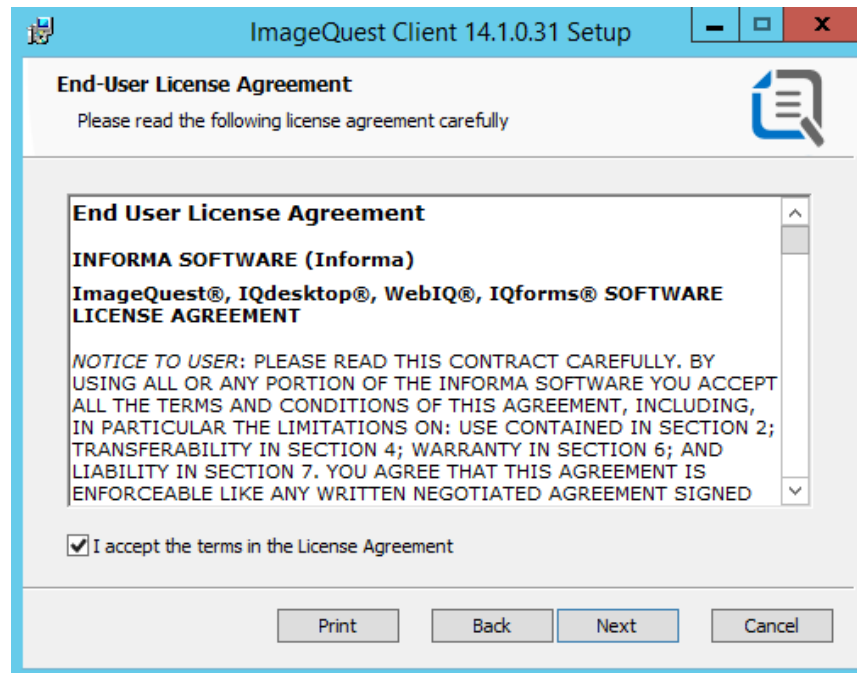 ImageQuest Client 14.1.0.31 Setup
End-User License Agreement
Please read the following license agreement carefully
End User License Agreement
INFORMA SOFTWARE (Informa)
ImageQuest®, IQdesktop®, WebIQ®, IQforms® SOFTWARE
LICENSE AGREEMENT
NOTICE TO USER: PLEASE READ THIS CONTRACT CAREFULLY. BY
USING ALL OR ANY PORTION OF THE INFORMA SOFTWARE YOU ACCEPT
ALL THE TERMS AND CONDITIONS OF THIS AGREEMENT, INCLUDING,
IN PARTICULAR THE LIMITATIONS ON: USE CONTAINED IN SECTION 2;
TRANSFERABILITY IN SECTION 4; WARRANTY IN SECTION 6; AND
LIABILITY IN SECTION 7. YOU AGREE THAT THIS AGREEMENT IS
ENFORCEABLE LIKE ANY WRITTEN NEGOTIATED AGREEMENT SIGNED
I accept the terms in the License Agreement
Print Back Next Cancel